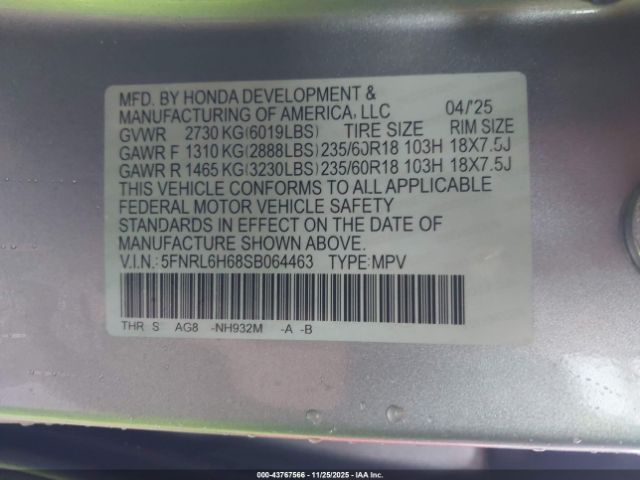 MFD. BY HONDA DEVELOPMENT &
MANUFACTURING OF AMERICA, LLC 04/'25
GVWR 2730 KG(6019LBS) TIRE SIZE RIM SIZE
GAWR F 1310 KG(2888LBS) 235/60R18 103H 18X7.5J
GAWR R 1465 KG(3230LBS) 235/60R18 103H 18X7.5J
THIS VEHICLE CONFORMS TO ALL APPLICABLE
FEDERAL MOTOR VEHICLE SAFETY
STANDARDS IN EFFECT ON THE DATE OF
MANUFACTURE SHOWN ABOVE.
V.I.N.: 5FNRL6H68SB064463 TYPE:MPV
THR S AG8 -NH932M -A -B
000-43767566 - 11/25/2025 - IAAI, Inc.